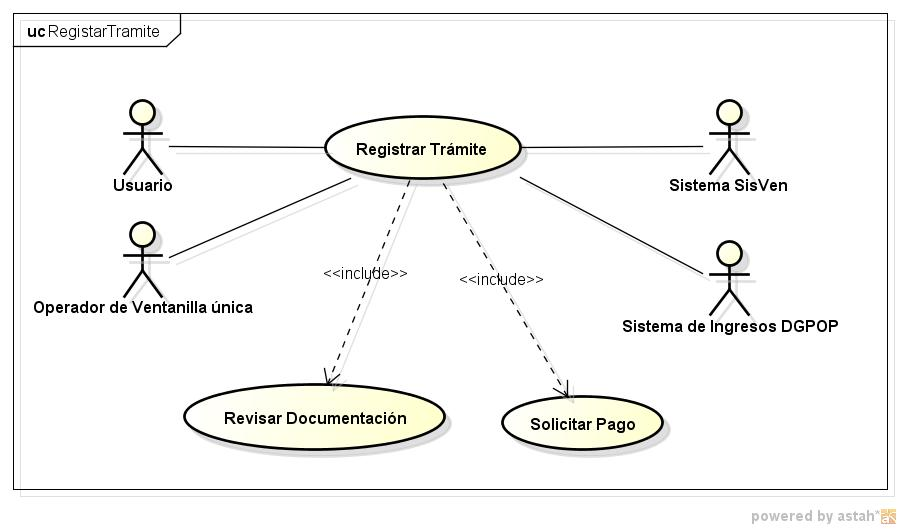 uc RegistarTramite
Registrar Trámite
Usuario
Sistema SisVen
<<include>>
<<include>>
Operador de Ventanilla única
Sistema de Ingresos DGPOP
Revisar Documentación
Solicitar Pago
powered by astah*